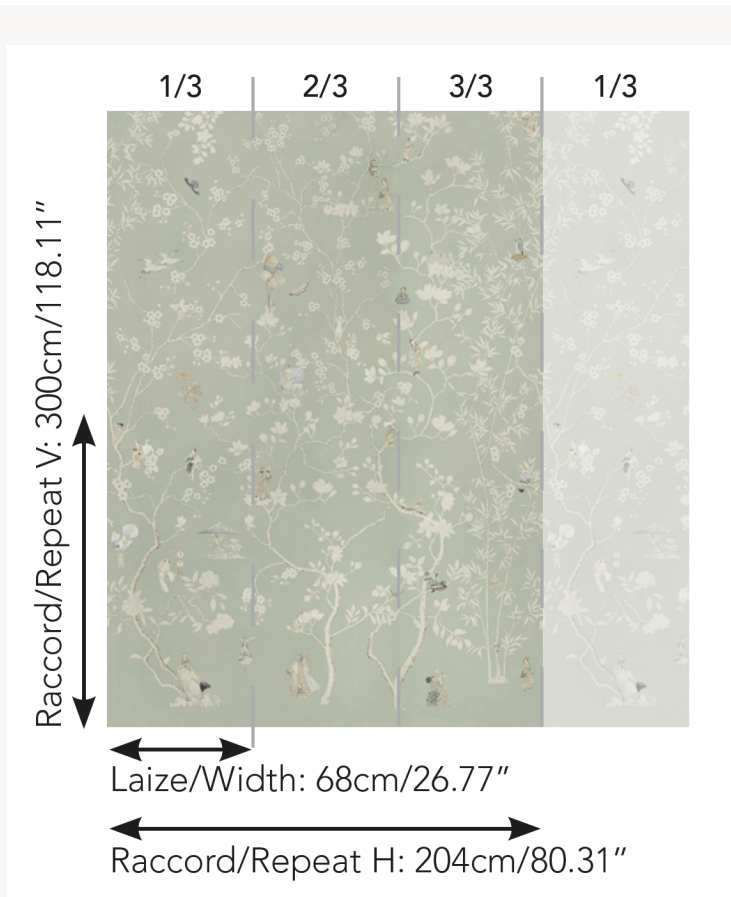 1/3 2/3 3/3 1/3
Raccord/Repeat V: 300cm/118.11”
Laize/Width: 68cm/26.77”
Raccord/Repeat H: 204cm/80.31”